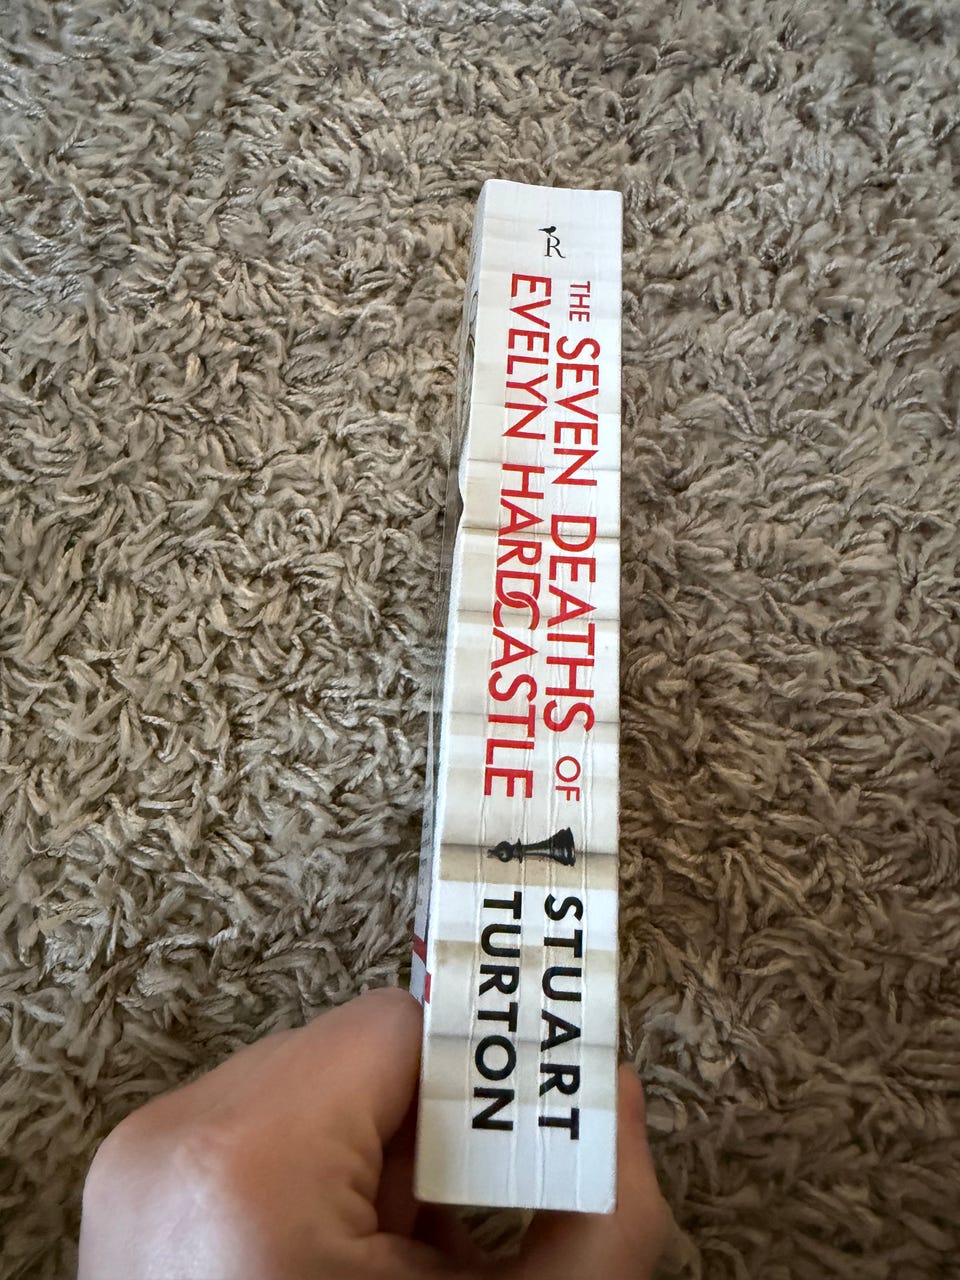 R
THE SEVEN DEATHS OF
EVELYN HARDCASTLE
STUART
TURTON